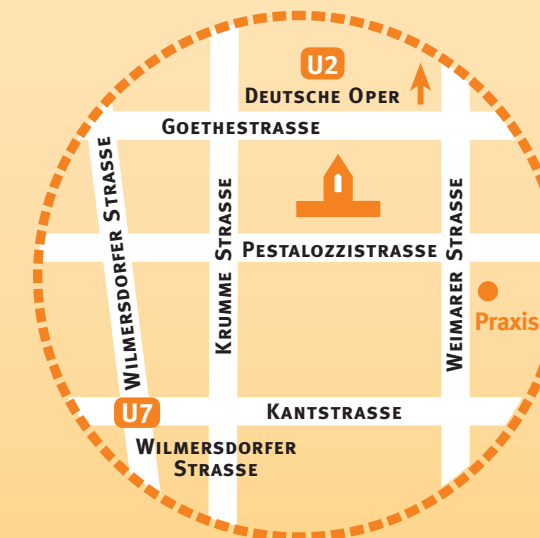 U2
DEUTSCHE OPER
GOETHESTRASSE
WILMERSDORFER STRASSE
KRUMME STRASSE
PESTALOZZISTRASSE
WEIMARER STRASSE
Praxis
U7
KANTSTRASSE
WILMERSDORFER
STRASSE